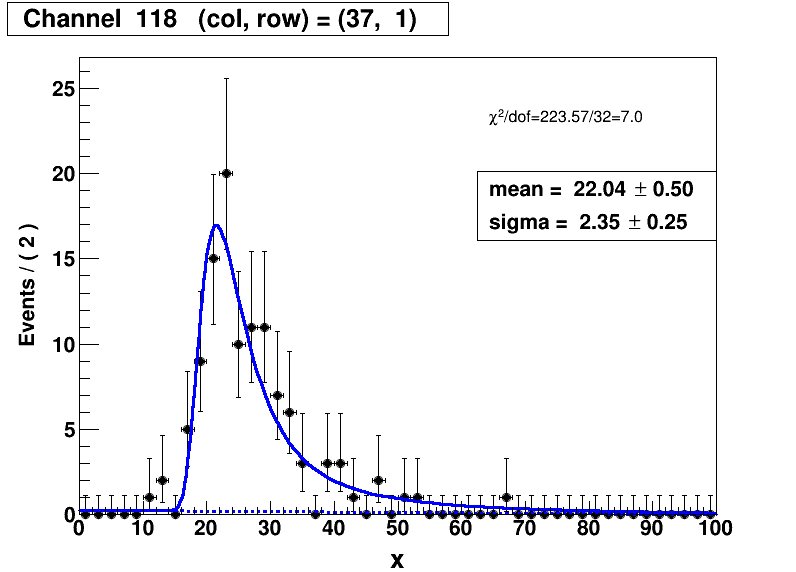 Channel 118 (col, row) = (37, 1)
χ²/dof=223.57/32=7.0
mean = 22.04 ± 0.50
sigma = 2.35 ± 0.25
Events / ( 2 )
25
20
15
10
5
0
0 10 20 30 40 50 60 70 80 90 100
x